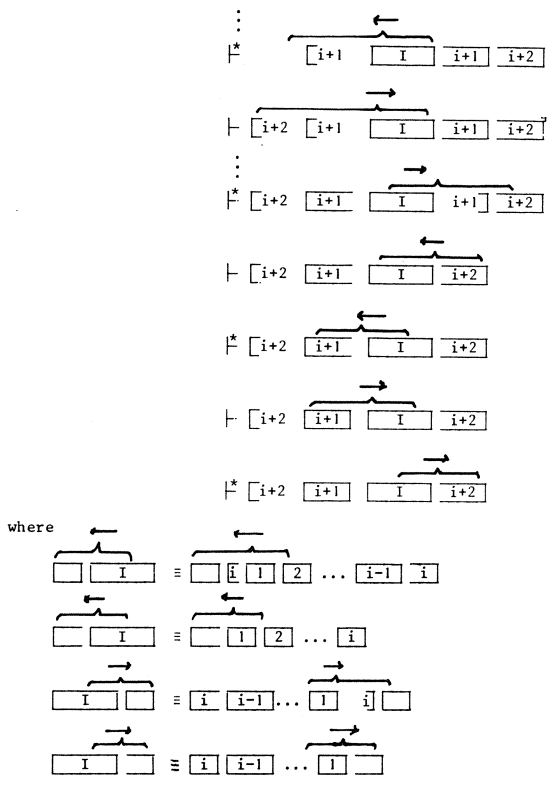 ⋮
⊢* [i+1 I i+1 i+2
⊢ [i+2 [i+1 I i+1 i+2
⋮
⊢* [i+2 i+1 I i+1] i+2
⊢ [i+2 i+1 I i+2
⊢* [i+2 i+1 I i+2
⊢ [i+2 i+1 I i+2
⊢* [i+2 i+1 I i+2
where
I ≡ i 1 2 ... i-1 i
I ≡ 1 2 ... i
I ≡ i i-1 ... 1 i]
I ≡ i i-1 ... 1